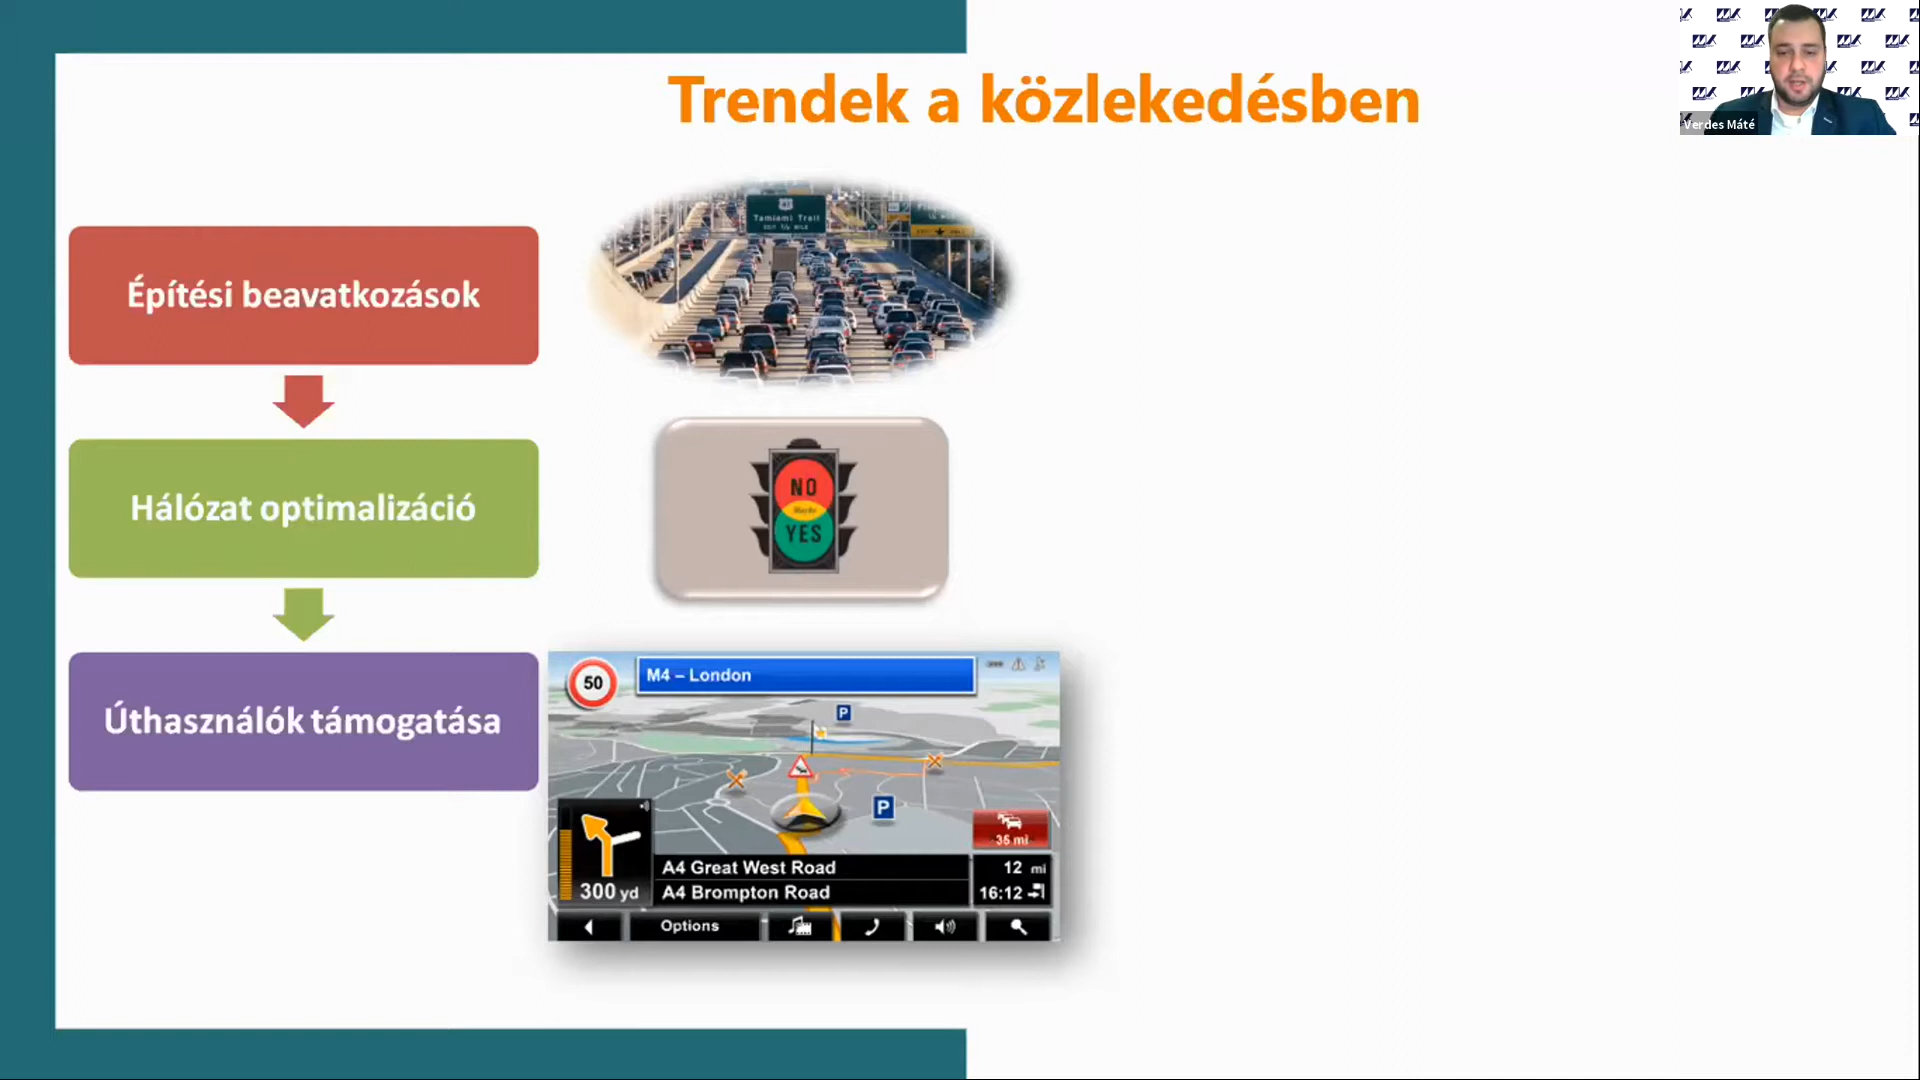 Trendek a közlekedésben
Verdes Máté
Építési beavatkozások
Tamiami Trail
Hálózat optimalizáció
NO
Maybe
YES
Úthasználók támogatása
50
M4 – London
P
P
35 mi
300 yd
A4 Great West Road
12 mi
A4 Brompton Road
16:12
Options